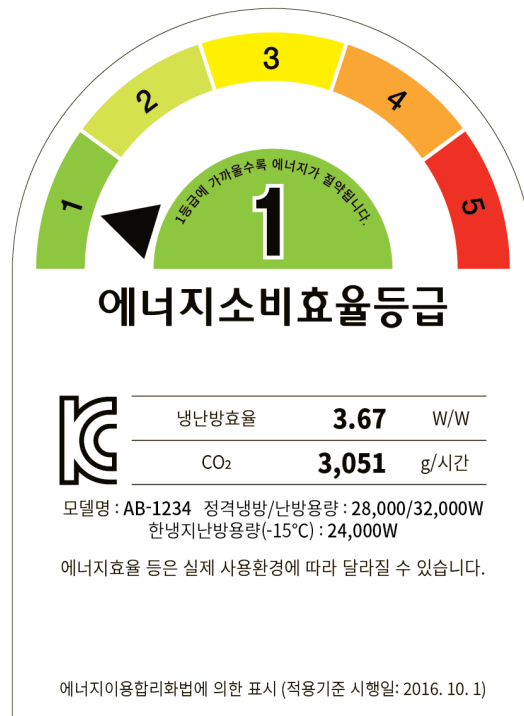 1
2
3
4
5
1등급에 가까울수록 에너지가 절약됩니다.
1
에너지소비효율등급
냉난방효율 3.67 W/W
CO₂ 3,051 g/시간
모델명 : AB-1234 정격냉방/난방용량 : 28,000/32,000W
한냉지난방용량(-15℃) : 24,000W
에너지효율 등은 실제 사용환경에 따라 달라질 수 있습니다.
에너지이용합리화법에 의한 표시 (적용기준 시행일: 2016. 10. 1)